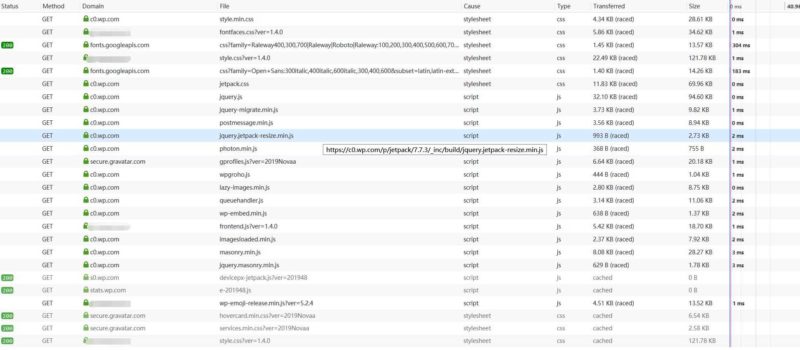 Status Method Domain File Cause Type Transferred Size 0 ms 40.96
GET c0.wp.com style.min.css stylesheet css 4.34 KB (raced) 28.61 KB 0 ms
GET fontfaces.css?ver=1.4.0 stylesheet css 5.86 KB (raced) 34.62 KB 1 ms
200 GET fonts.googleapis.com css?family=Raleway400,300,700|Raleway|Roboto|Raleway:100,200,300,400,500,600,70... stylesheet css 1.45 KB (raced) 13.57 KB 304 ms
GET style.css?ver=1.4.0 stylesheet css 22.49 KB (raced) 121.78 KB 1 ms
200 GET fonts.googleapis.com css?family=Open+Sans:300italic,400italic,600italic,300,400,600&subset=latin,latin-ext... stylesheet css 1.40 KB (raced) 14.26 KB 183 ms
GET c0.wp.com jetpack.css stylesheet css 11.83 KB (raced) 69.96 KB 0 ms
GET c0.wp.com jquery.js script js 32.10 KB (raced) 94.60 KB 0 ms
GET c0.wp.com jquery-migrate.min.js script js 3.73 KB (raced) 9.82 KB 1 ms
GET c0.wp.com postmessage.min.js script js 3.56 KB (raced) 8.94 KB 0 ms
GET c0.wp.com jquery.jetpack-resize.min.js script js 993 B (raced) 2.73 KB 2 ms
GET c0.wp.com photon.min.js script js 368 B (raced) 755 B 2 ms
https://c0.wp.com/p/jetpack/7.7.3/_inc/build/jquery.jetpack-resize.min.js
GET secure.gravatar.com gprofiles.js?ver=2019Novaa script js 6.64 KB (raced) 20.18 KB 1 ms
GET c0.wp.com wpgroho.js script js 444 B (raced) 1.04 KB 1 ms
GET c0.wp.com lazy-images.min.js script js 2.80 KB (raced) 8.75 KB 0 ms
GET c0.wp.com queuehandler.js script js 3.14 KB (raced) 11.06 KB 2 ms
GET c0.wp.com wp-embed.min.js script js 638 B (raced) 1.37 KB 2 ms
GET frontend.js?ver=1.4.0 script js 5.42 KB (raced) 18.70 KB 1 ms
GET c0.wp.com imagesloaded.min.js script js 2.37 KB (raced) 7.92 KB 2 ms
GET c0.wp.com masonry.min.js script js 8.08 KB (raced) 28.27 KB 3 ms
GET c0.wp.com jquery.masonry.min.js script js 629 B (raced) 1.78 KB 3 ms
200 GET s0.wp.com devicepx-jetpack.js?ver=201948 script js cached 0 B
200 GET stats.wp.com e-201948.js script js cached 0 B
GET wp-emoji-release.min.js?ver=5.2.4 script js 4.51 KB (raced) 13.52 KB 1 ms
200 GET secure.gravatar.com hovercard.min.css?ver=2019Novaa stylesheet css cached 6.54 KB
200 GET secure.gravatar.com services.min.css?ver=2019Novaa stylesheet css cached 2.58 KB
200 GET style.css?ver=1.4.0 stylesheet css cached 121.78 KB